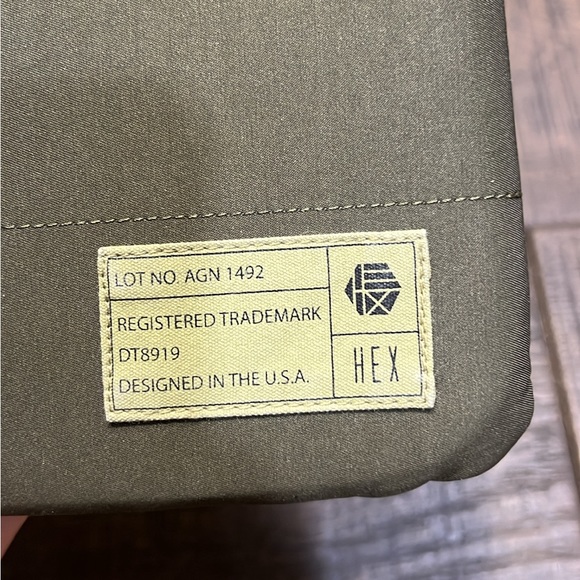 LOT NO. AGN 1492
REGISTERED TRADEMARK
DT8919
DESIGNED IN THE U.S.A.
HEX